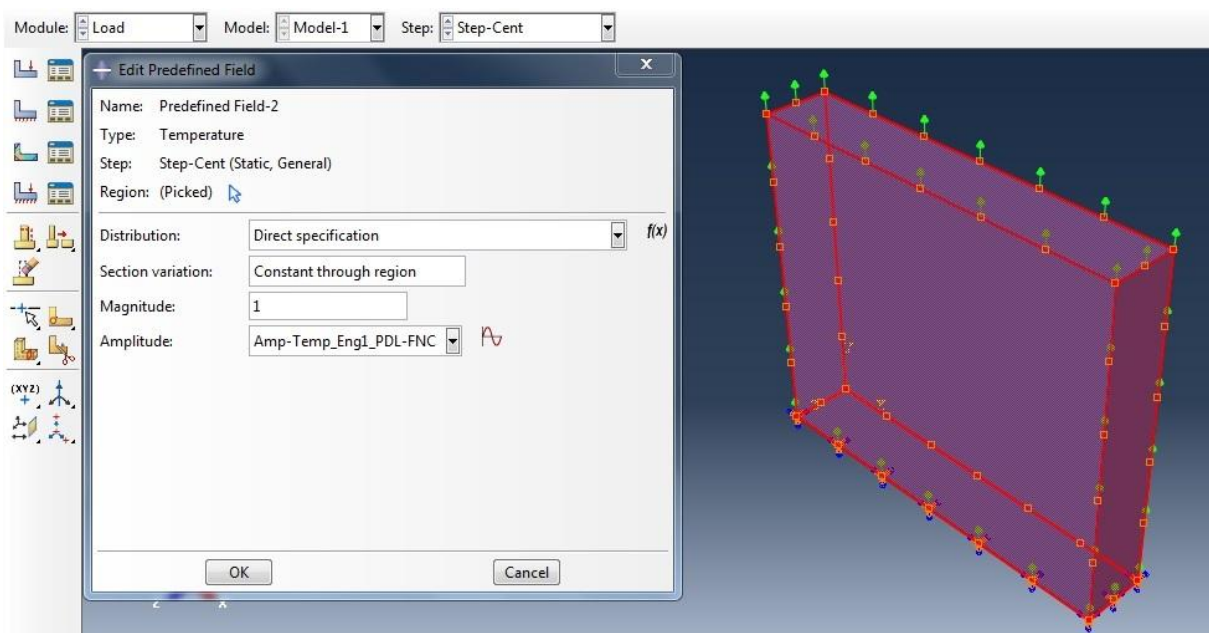 Module: Load Model: Model-1 Step: Step-Cent
Edit Predefined Field
x
Name: Predefined Field-2
Type: Temperature
Step: Step-Cent (Static, General)
Region: (Picked)
Distribution: Direct specification f(x)
Section variation: Constant through region
Magnitude: 1
Amplitude: Amp-Temp_Eng1_PDL-FNC
(XYZ)
OK Cancel
z x